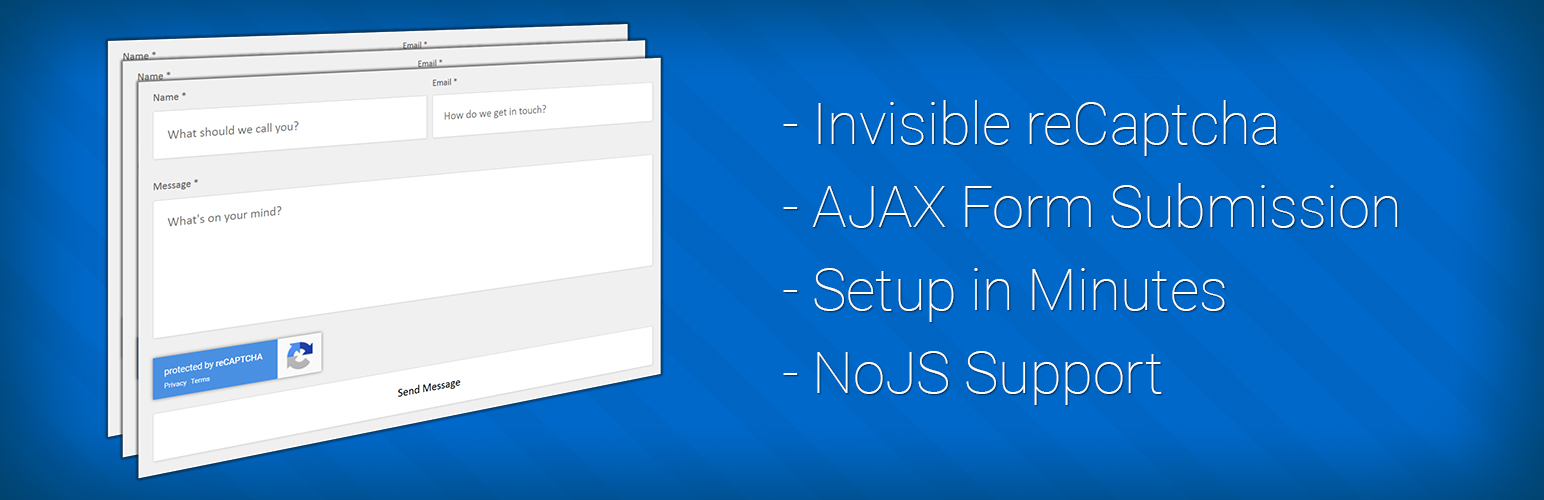 Name *
Email *
Name *
Email *
Name *
Email *
What should we call you?
How do we get in touch?
Message *
What's on your mind?
protected by reCAPTCHA
Privacy Terms
Send Message
- Invisible reCaptcha
- AJAX Form Submission
- Setup in Minutes
- NoJS Support